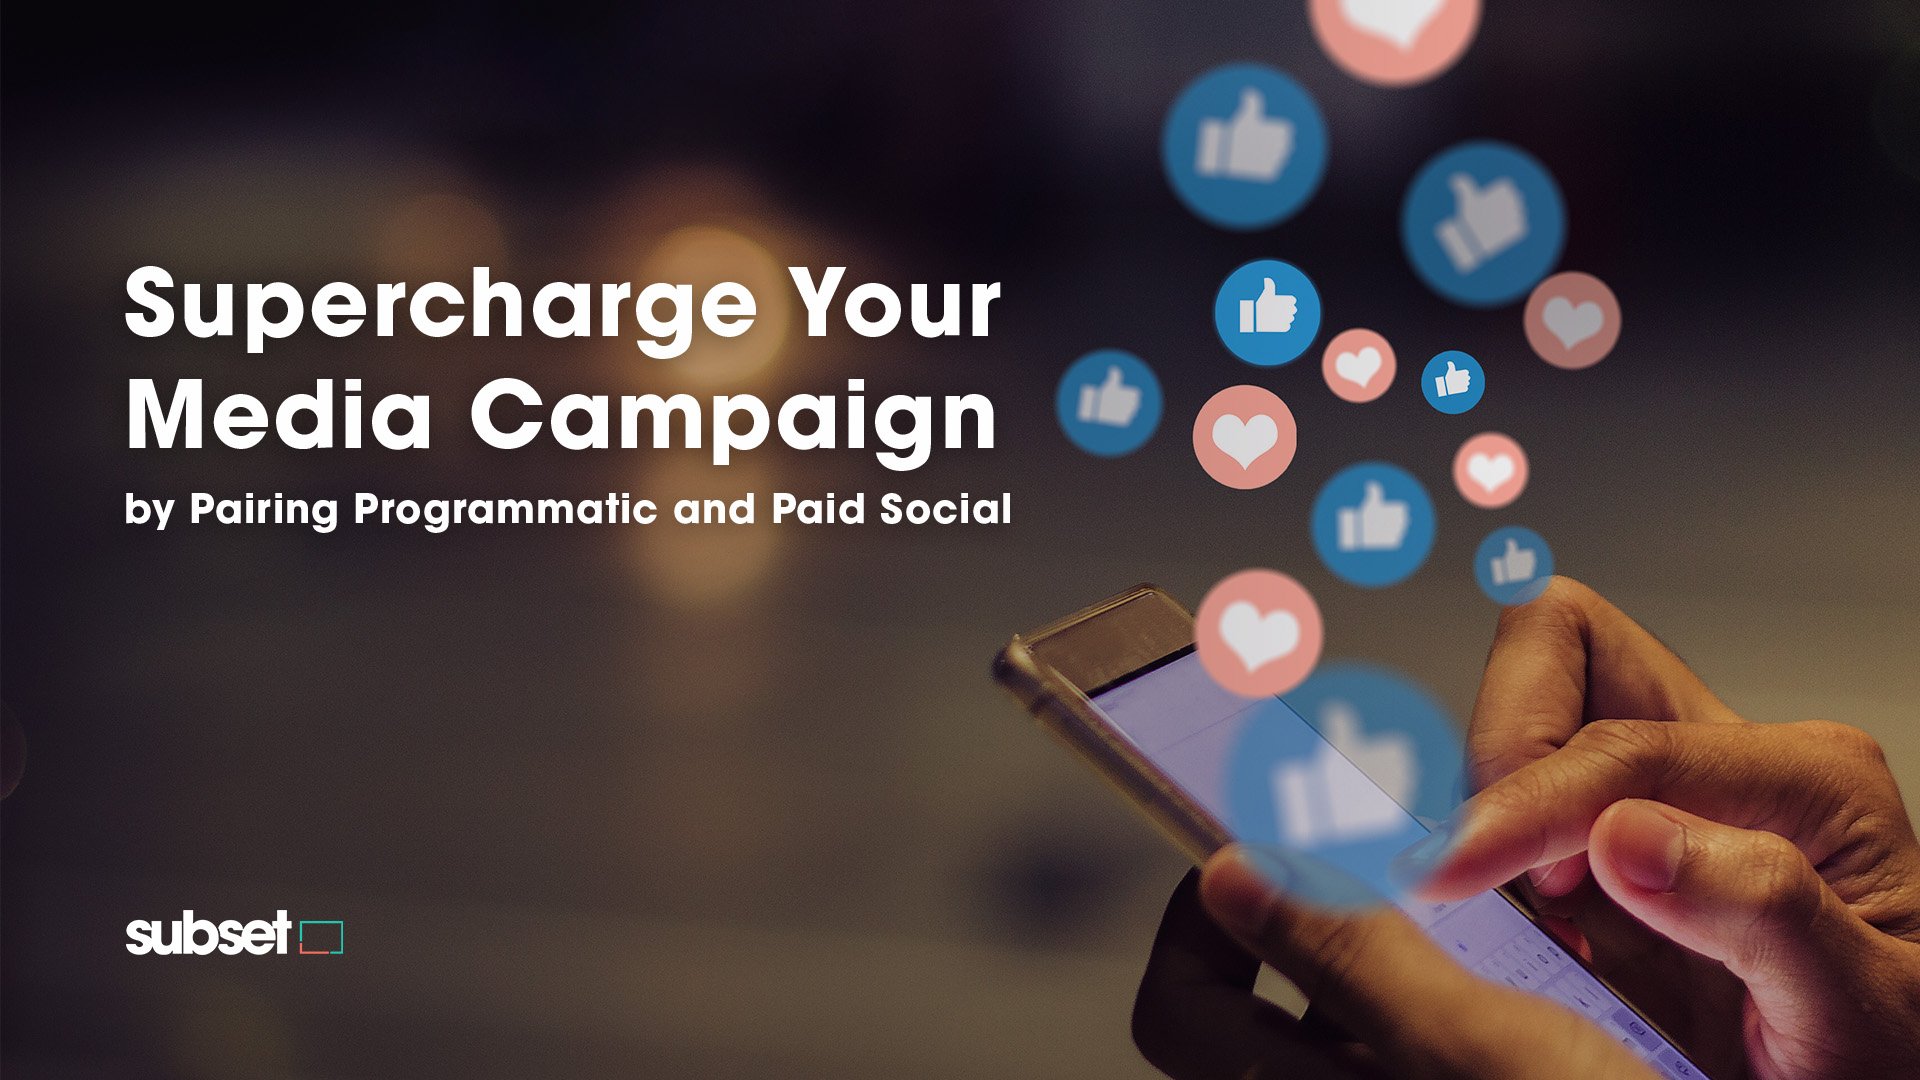 Supercharge Your
Media Campaign
by Pairing Programmatic and Paid Social
subset